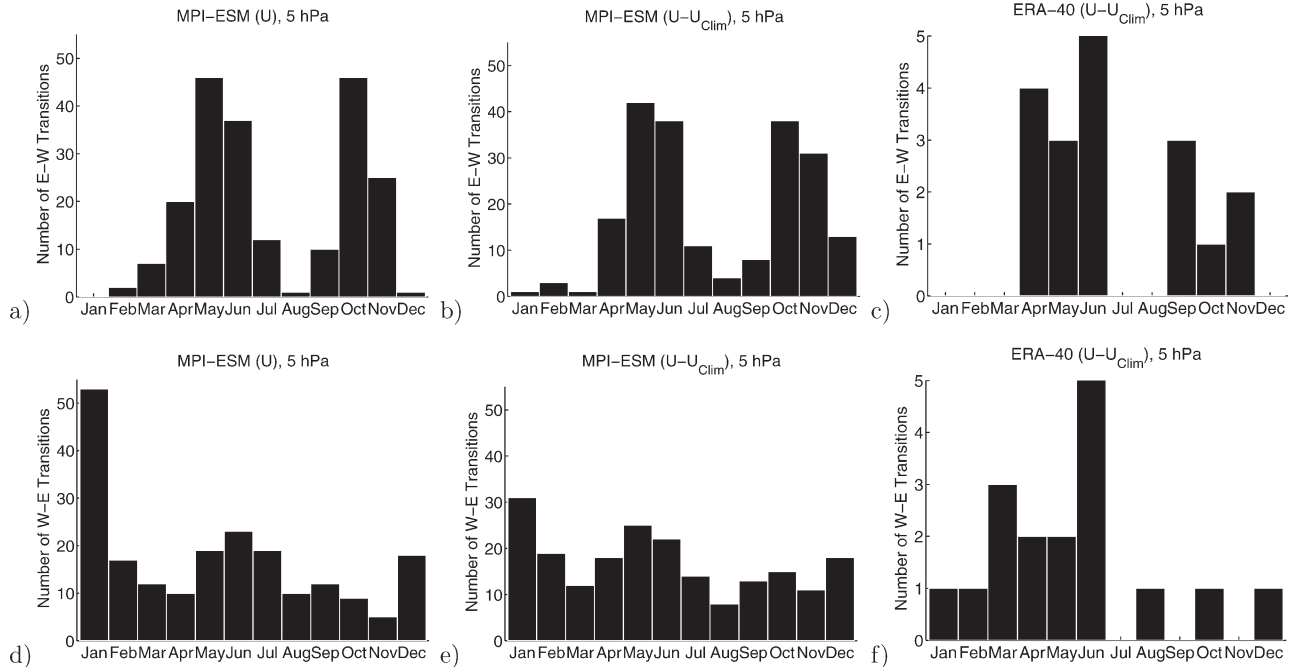 MPI−ESM (U), 5 hPa
Number of E−W Transitions
50
40
30
20
10
0
Jan Feb Mar Apr May Jun Jul Aug Sep Oct Nov Dec
a)
MPI−ESM (U−UClim), 5 hPa
Number of E−W Transitions
50
40
30
20
10
0
Jan Feb Mar Apr May Jun Jul Aug Sep Oct Nov Dec
b)
ERA−40 (U−UClim), 5 hPa
Number of E−W Transitions
5
4
3
2
1
0
Jan Feb Mar Apr May Jun Jul Aug Sep Oct Nov Dec
c)
MPI−ESM (U), 5 hPa
Number of W−E Transitions
50
40
30
20
10
0
Jan Feb Mar Apr May Jun Jul Aug Sep Oct Nov Dec
d)
MPI−ESM (U−UClim), 5 hPa
Number of W−E Transitions
50
40
30
20
10
0
Jan Feb Mar Apr May Jun Jul Aug Sep Oct Nov Dec
e)
ERA−40 (U−UClim), 5 hPa
Number of W−E Transitions
5
4
3
2
1
0
Jan Feb Mar Apr May Jun Jul Aug Sep Oct Nov Dec
f)